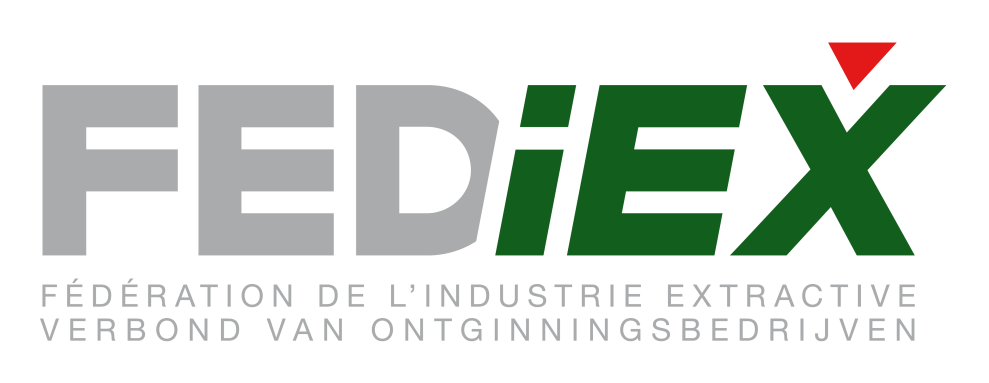 FEDiEX
FÉDÉRATION DE L'INDUSTRIE EXTRACTIVE
VERBOND VAN ONTGINNINGSBEDRIJVEN